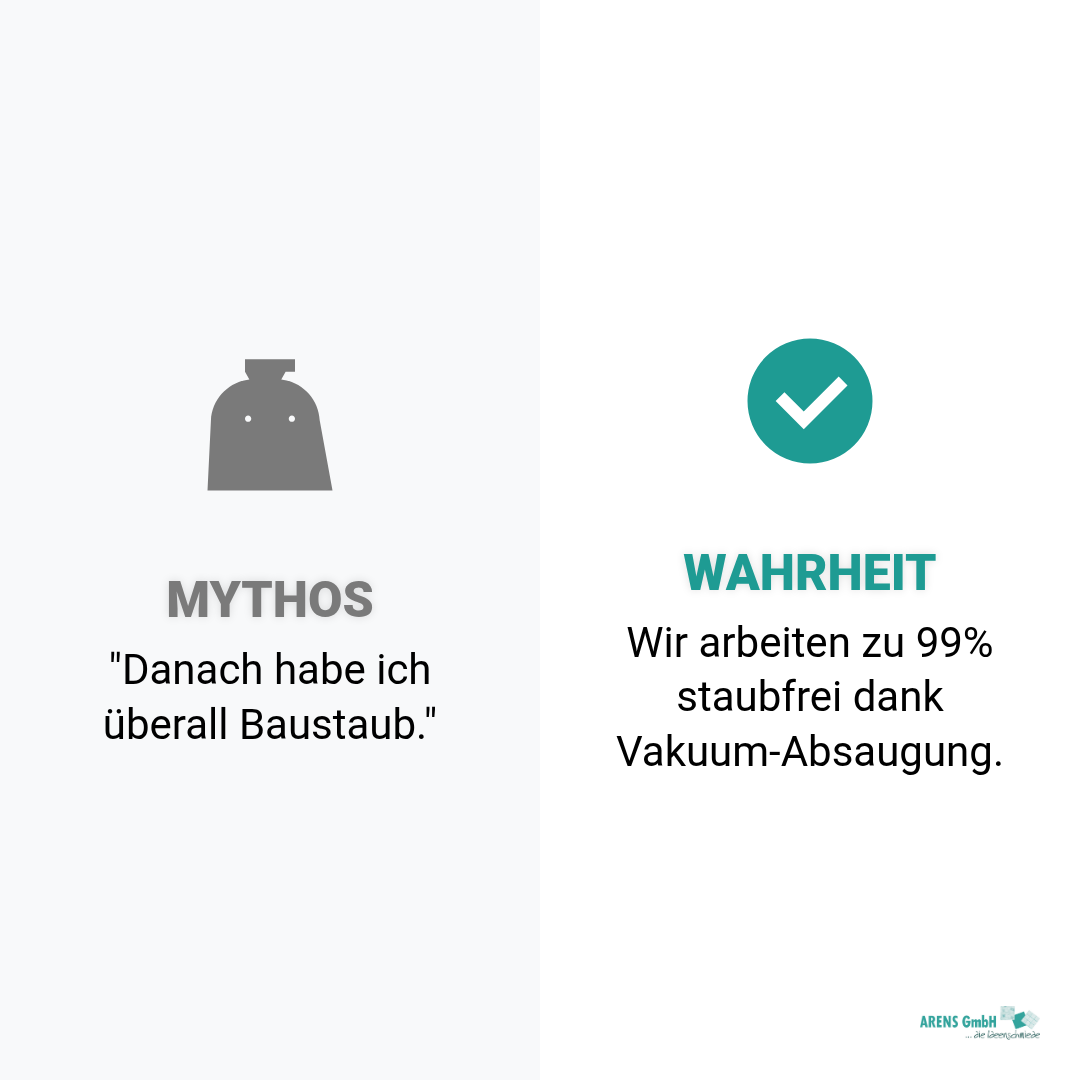 MYTHOS
"Danach habe ich
überall Baustaub."
WAHRHEIT
Wir arbeiten zu 99%
staubfrei dank
Vakuum-Absaugung.
ARENS GmbH
...die Ideenschmiede